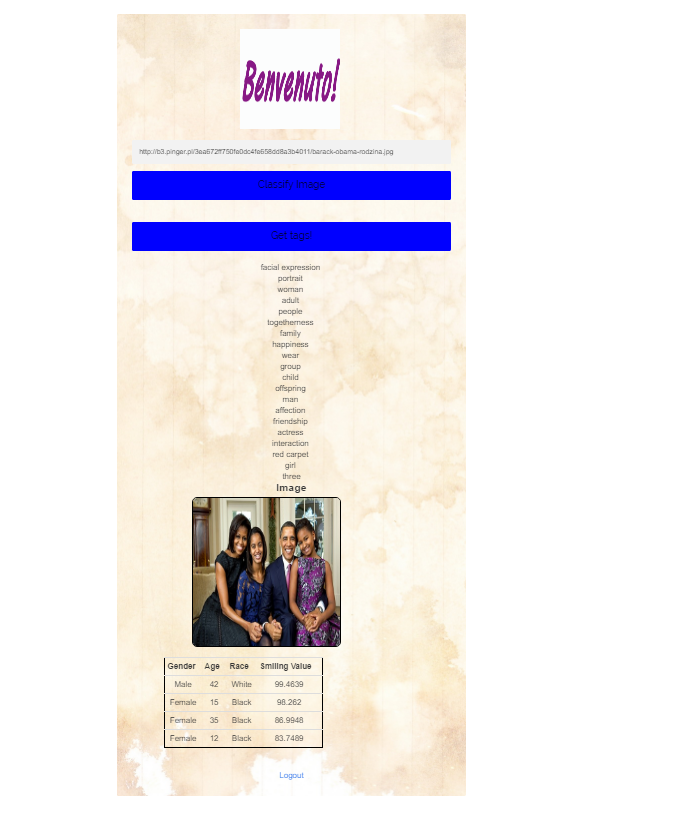 Benvenuto!
http://b3.pinger.pl/3ea672ff750fe0dc4fe658dd8a3b4011/barack-obama-rodzina.jpg
Classify image!
Get tags!
facial expression
portrait
woman
adult
people
togetherness
family
happiness
wear
group
child
offspring
man
affection
friendship
actress
interaction
red carpet
girl
three
Image
Gender Age Race Smiling Value
Male 42 White 99.4639
Female 15 Black 98.262
Female 35 Black 86.9948
Female 12 Black 83.7489
Logout